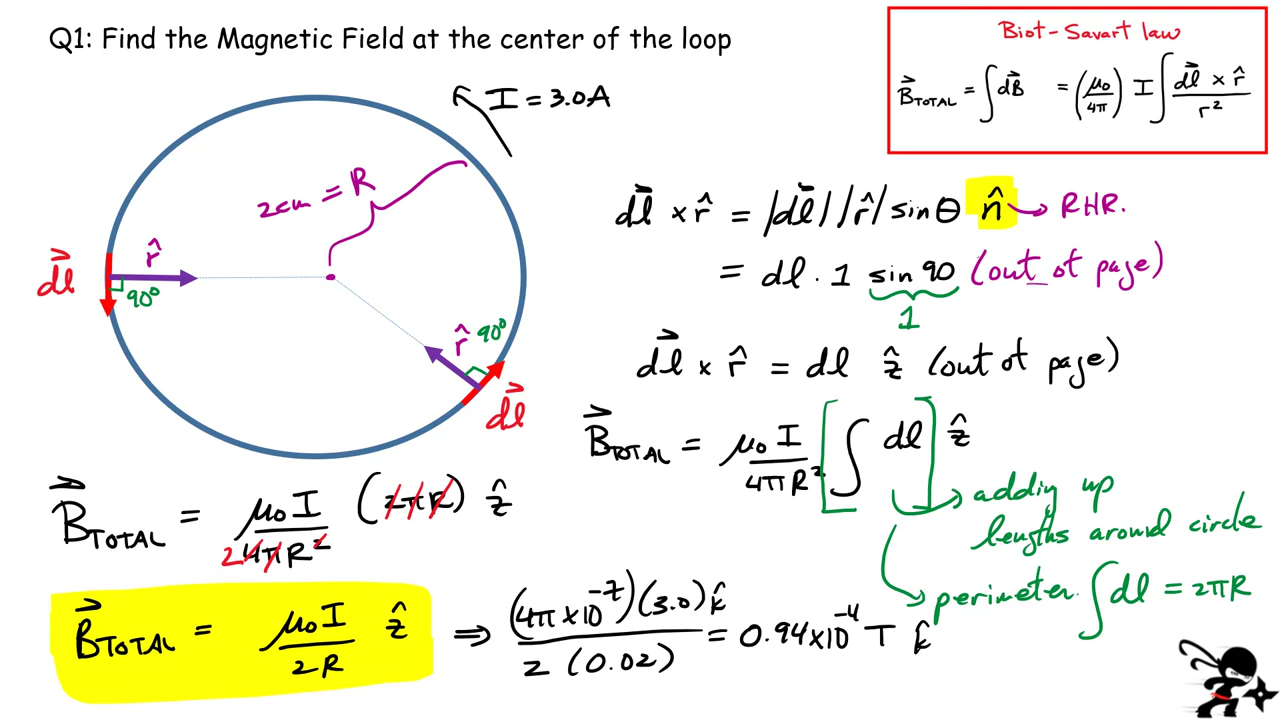 Q1: Find the Magnetic Field at the center of the loop
Biot-Savart law
B⃗TOTAL = ∫dB⃗ = (μ₀/4π) I ∫ dl⃗ × r̂ / r²
I = 3.0A
2cm = R
r̂
dl⃗
90°
r̂ 90°
dl⃗
dl⃗ × r̂ = |dl⃗| |r̂| sin θ n̂ → RHR.
= dl · 1 sin 90 (out of page)
1
dl⃗ × r̂ = dl ẑ (out of page)
B⃗TOTAL = μ₀ I / 4πR² [∫ dl] ẑ
→ adding up
lengths around circle
→ perimeter. ∫dl = 2πR
B⃗TOTAL = μ₀ I / 4πR² (2πR) ẑ
2
B⃗TOTAL = μ₀ I / 2R ẑ ⇒ (4π×10⁻⁷)(3.0) k̂ / 2 (0.02) = 0.94×10⁻⁴ T k̂